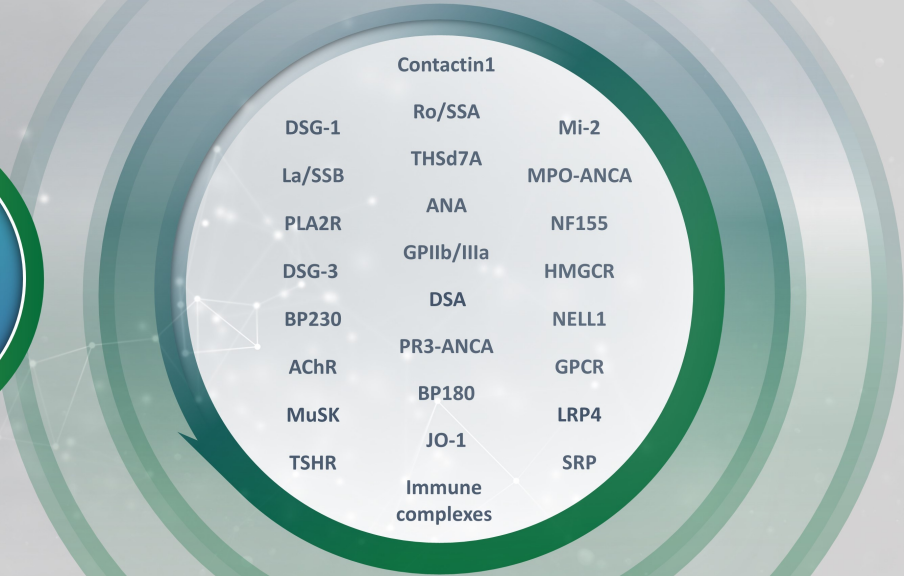 Contactin1
Ro/SSA
DSG-1
Mi-2
THSd7A
La/SSB
MPO-ANCA
ANA
PLA2R
NF155
GPIIb/IIIa
DSG-3
HMGCR
DSA
BP230
NELL1
PR3-ANCA
AChR
GPCR
BP180
MuSK
LRP4
JO-1
TSHR
SRP
Immune
complexes